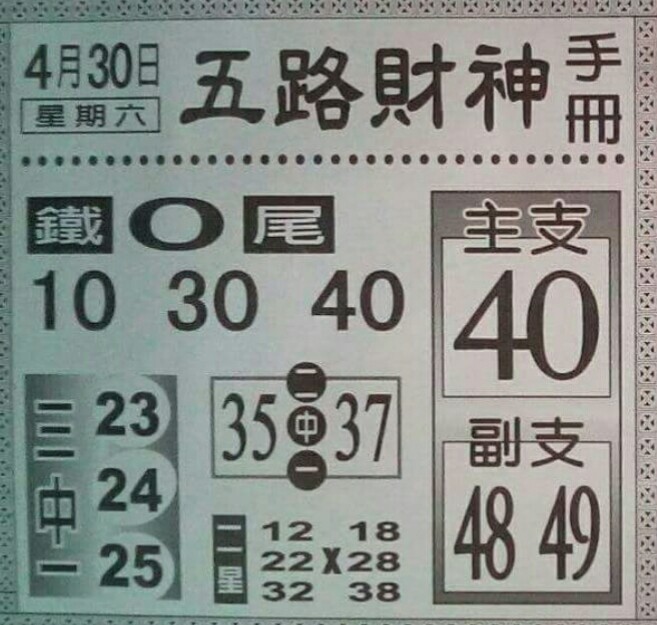 4月30日
星期六
五路財神
手冊
鐵0尾
10 30 40
主支
40
三中一
23
24
25
35 二中一 37
副支
48 49
二星
12 18
22 X 28
32 38